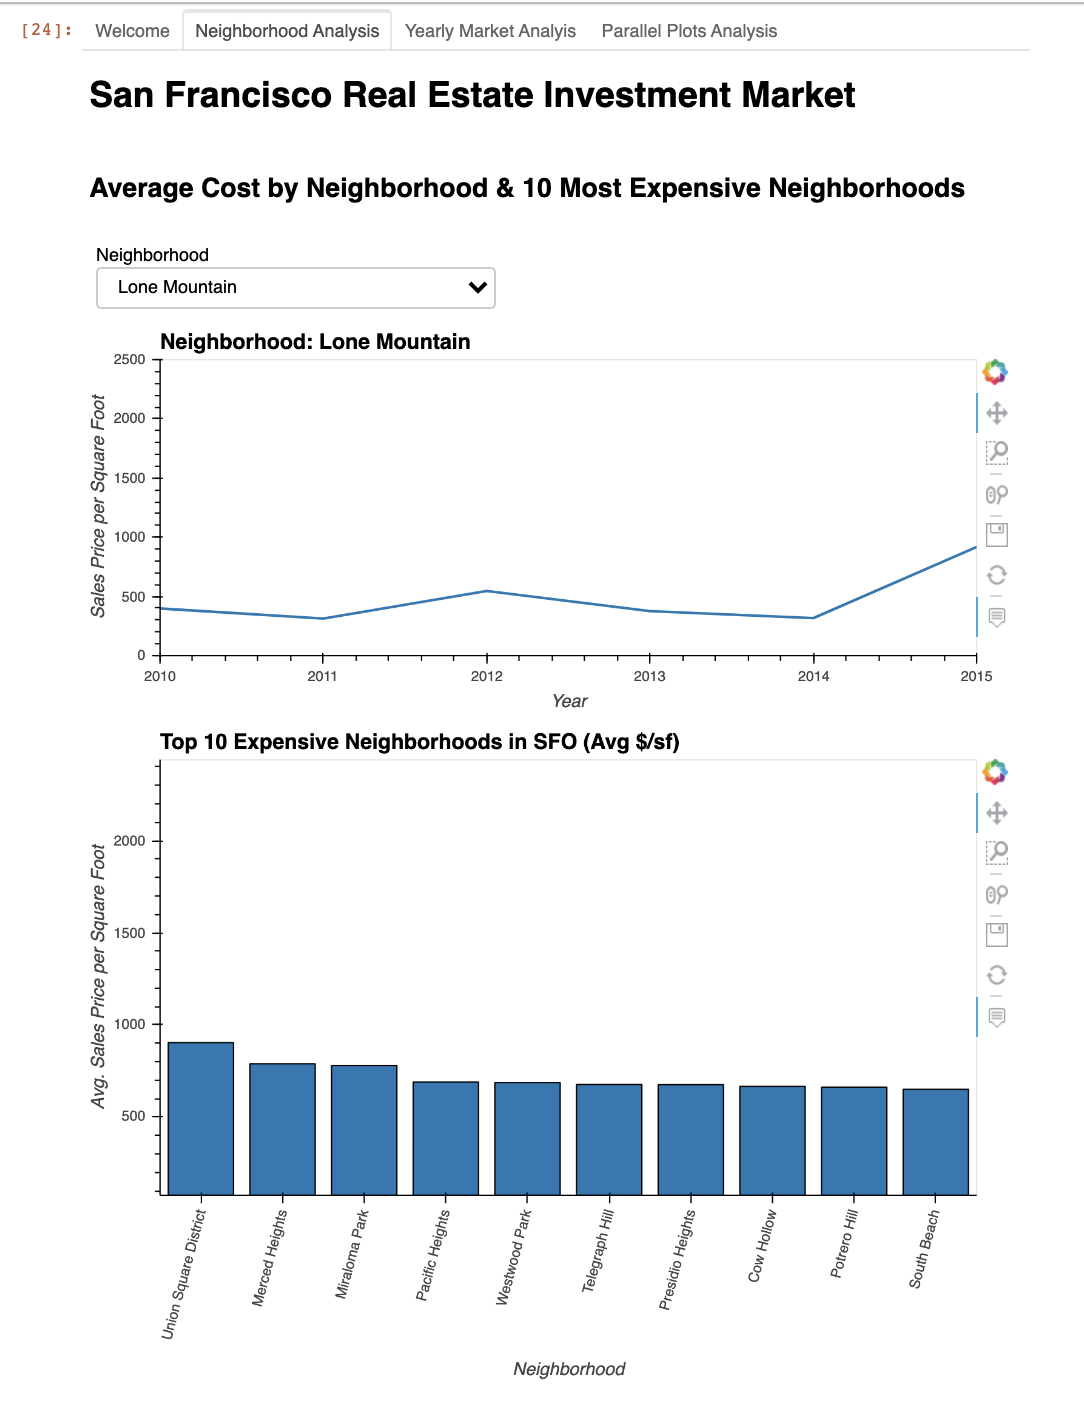 [24]:
Welcome
Neighborhood Analysis
Yearly Market Analyis
Parallel Plots Analysis
San Francisco Real Estate Investment Market
Average Cost by Neighborhood & 10 Most Expensive Neighborhoods
Neighborhood
Lone Mountain
Neighborhood: Lone Mountain
Sales Price per Square Foot
2500
2000
1500
1000
500
0
2010
2011
2012
2013
2014
2015
Year
Top 10 Expensive Neighborhoods in SFO (Avg $/sf)
Avg. Sales Price per Square Foot
2000
1500
1000
500
Union Square District
Merced Heights
Miraloma Park
Pacific Heights
Westwood Park
Telegraph Hill
Presidio Heights
Cow Hollow
Potrero Hill
South Beach
Neighborhood